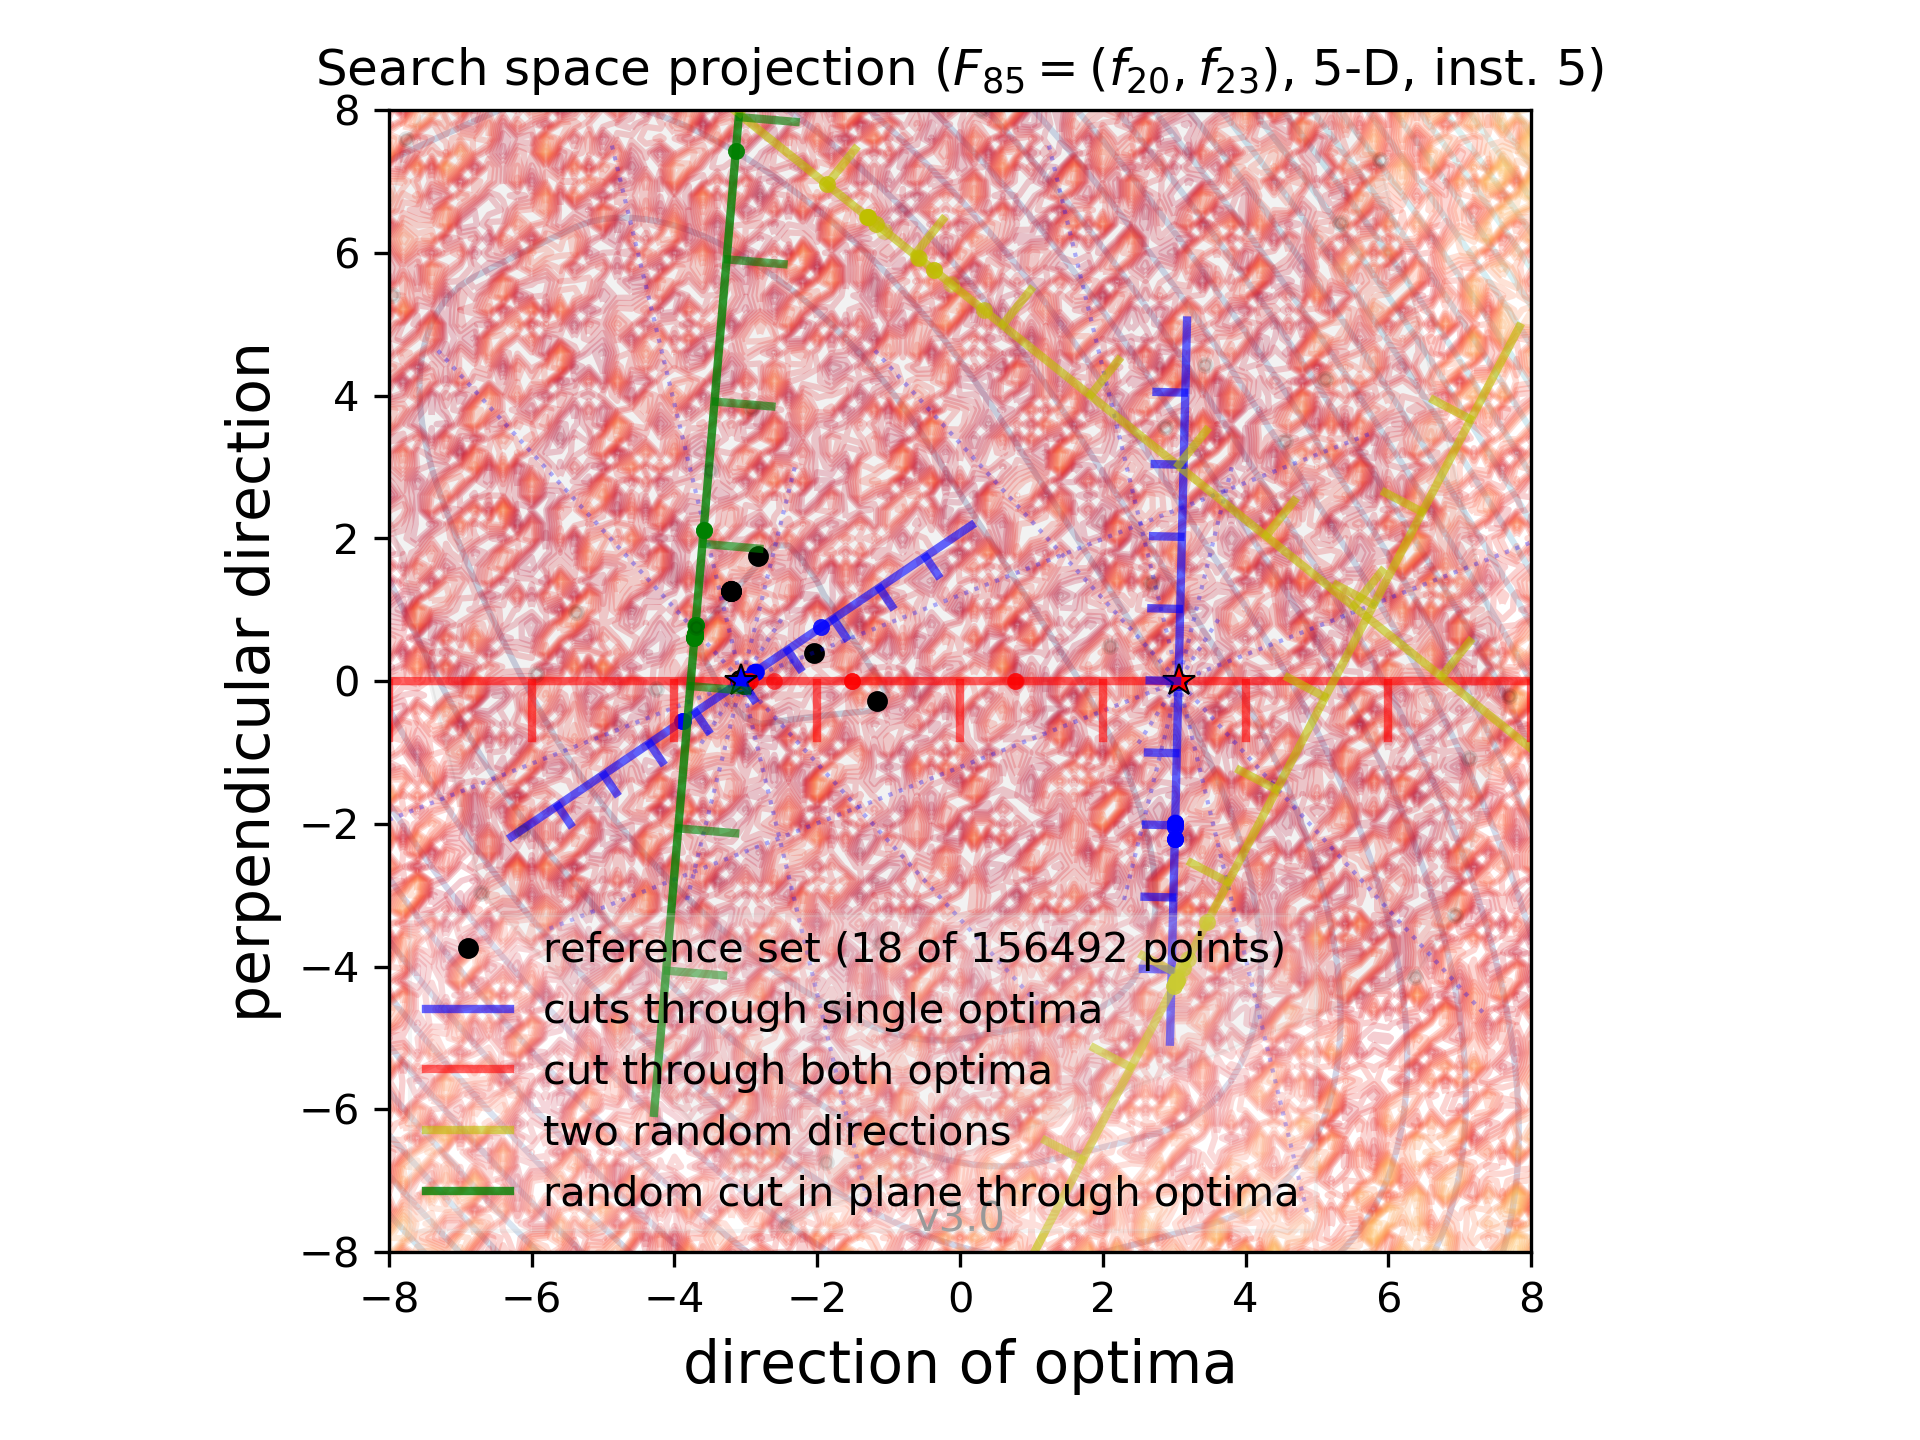 Search space projection (F85 = (f20, f23), 5-D, inst. 5)
8
6
4
2
0
−2
−4
−6
−8
perpendicular direction
reference set (18 of 156492 points)
cuts through single optima
cut through both optima
two random directions
random cut in plane through optima
v3.0
−8 −6 −4 −2 0 2 4 6 8
direction of optima